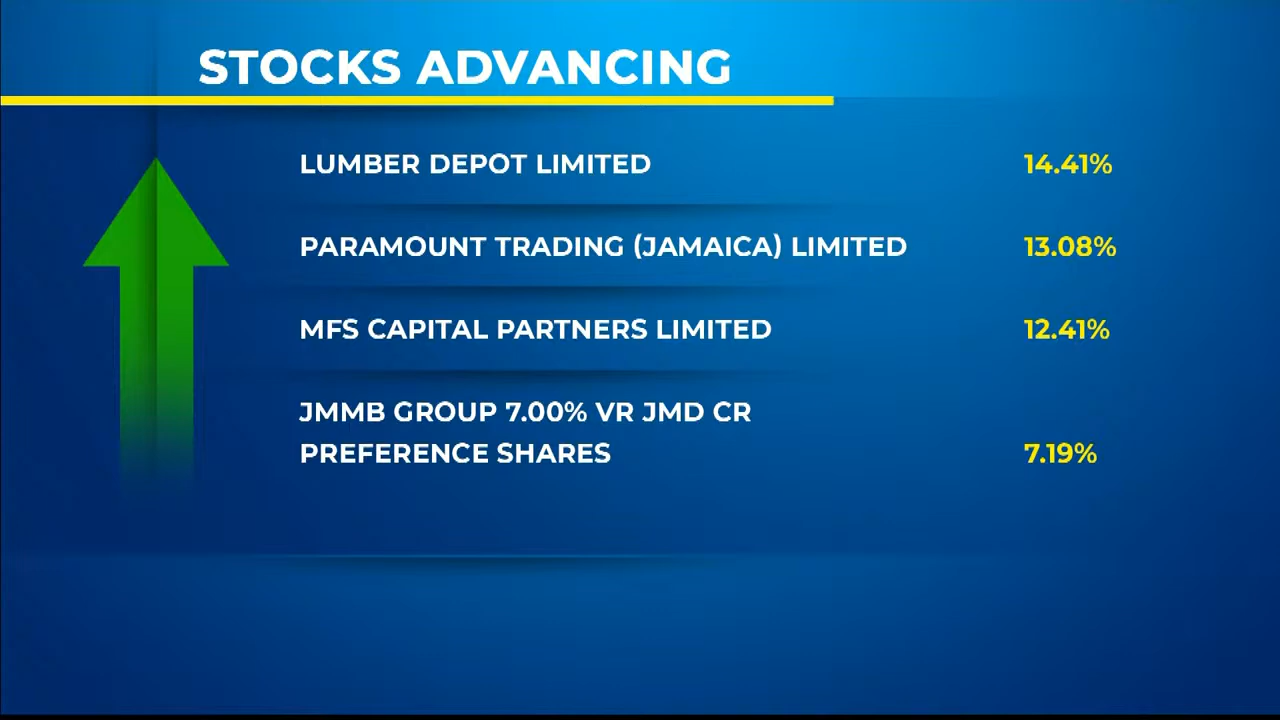 STOCKS ADVANCING
LUMBER DEPOT LIMITED 14.41%
PARAMOUNT TRADING (JAMAICA) LIMITED 13.08%
MFS CAPITAL PARTNERS LIMITED 12.41%
JMMB GROUP 7.00% VR JMD CR
PREFERENCE SHARES 7.19%